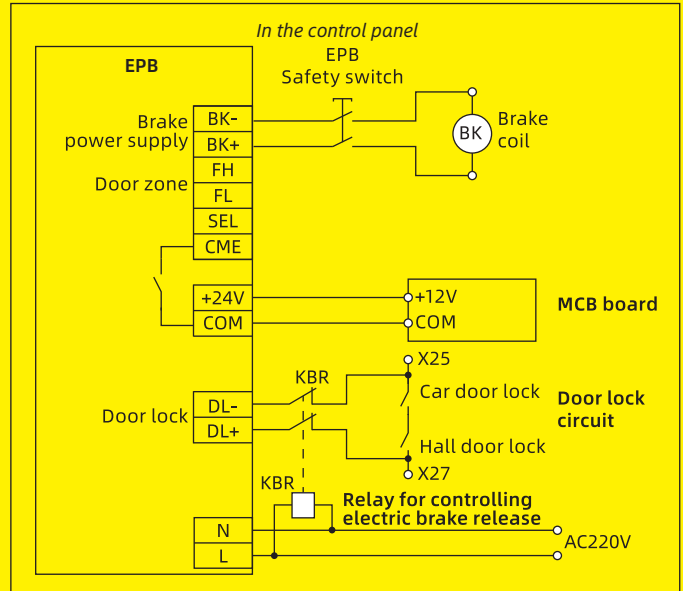 In the control panel
EPB
EPB
Safety switch
Brake
power supply
BK-
BK+
BK
Brake
coil
Door zone
FH
FL
SEL
CME
+24V
COM
+12V
COM
MCB board
X25
KBR
Car door lock
Door lock
circuit
Door lock
DL-
DL+
Hall door lock
X27
KBR
Relay for controlling
electric brake release
N
L
AC220V